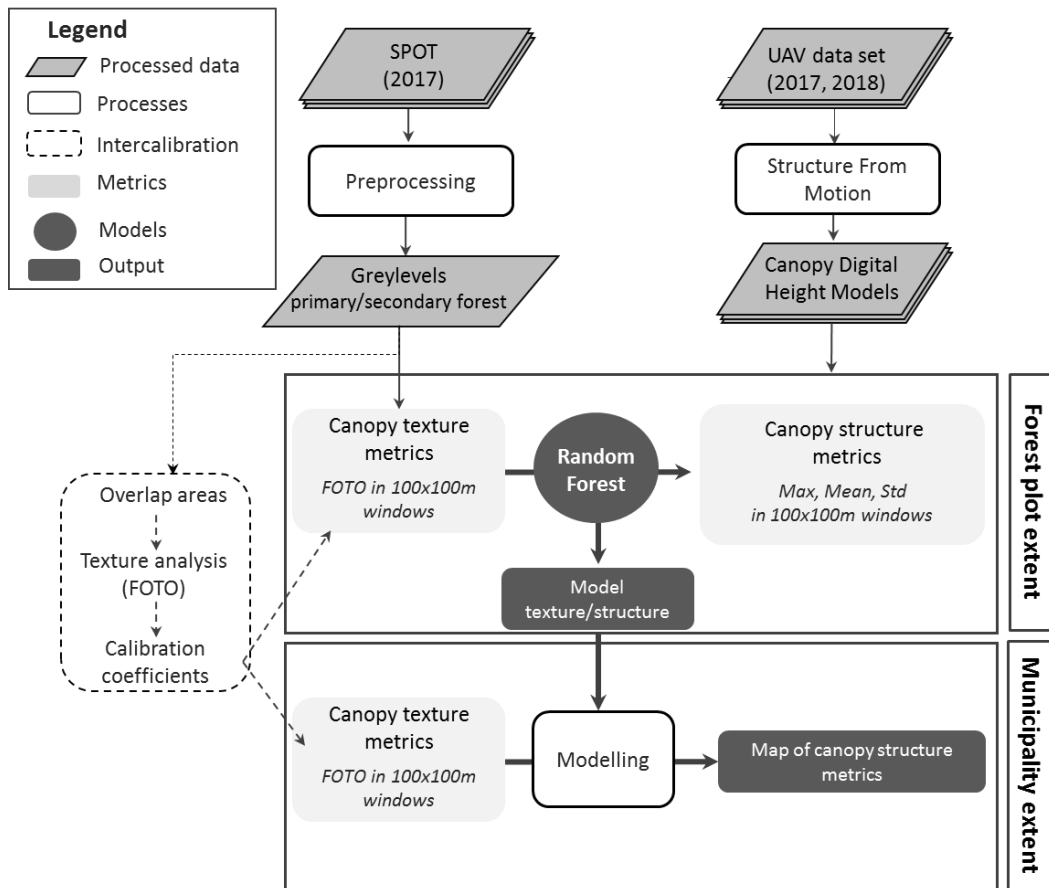 Legend
Processed data
Processes
Intercalibration
Metrics
Models
Output
SPOT
(2017)
UAV data set
(2017, 2018)
Preprocessing
Structure From
Motion
Greylevels
primary/secondary forest
Canopy Digital
Height Models
Canopy texture
metrics
FOTO in 100x100m
windows
Random
Forest
Canopy structure
metrics
Max, Mean, Std
in 100x100m windows
Forest plot extent
Overlap areas
Texture analysis
(FOTO)
Calibration
coefficients
Model
texture/structure
Canopy texture
metrics
FOTO in 100x100m
windows
Modelling
Map of canopy structure
metrics
Municipality extent